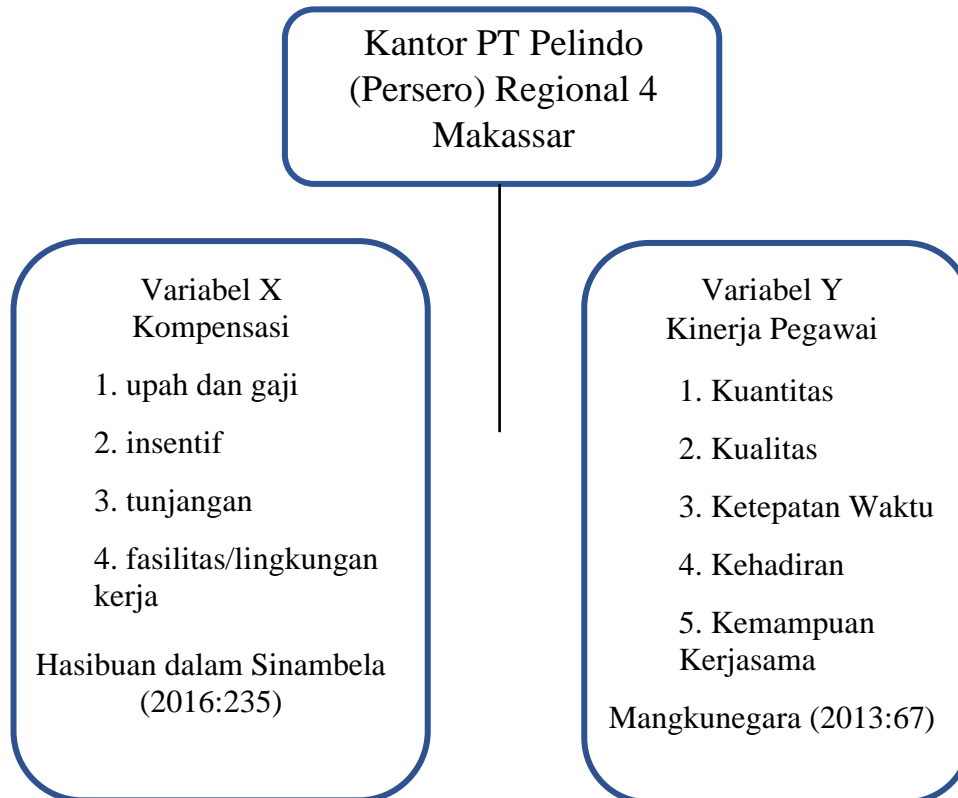 Kantor PT Pelindo
(Persero) Regional 4
Makassar
Variabel X
Kompensasi
1. upah dan gaji
2. insentif
3. tunjangan
4. fasilitas/lingkungan
kerja
Hasibuan dalam Sinambela
(2016:235)
Variabel Y
Kinerja Pegawai
1. Kuantitas
2. Kualitas
3. Ketepatan Waktu
4. Kehadiran
5. Kemampuan
Kerjasama
Mangkunegara (2013:67)